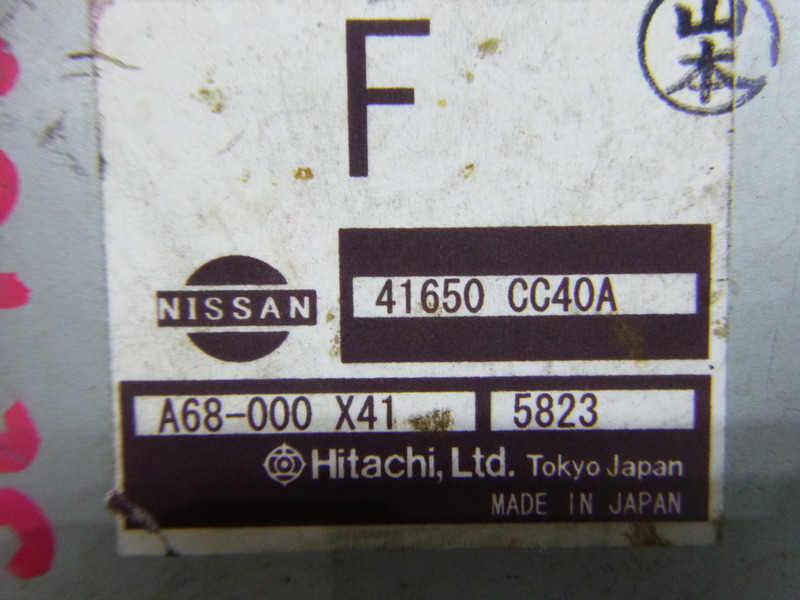 F
山本
NISSAN
41650 CC40A
A68-000 X41
5823
Hitachi, Ltd. Tokyo Japan
MADE IN JAPAN